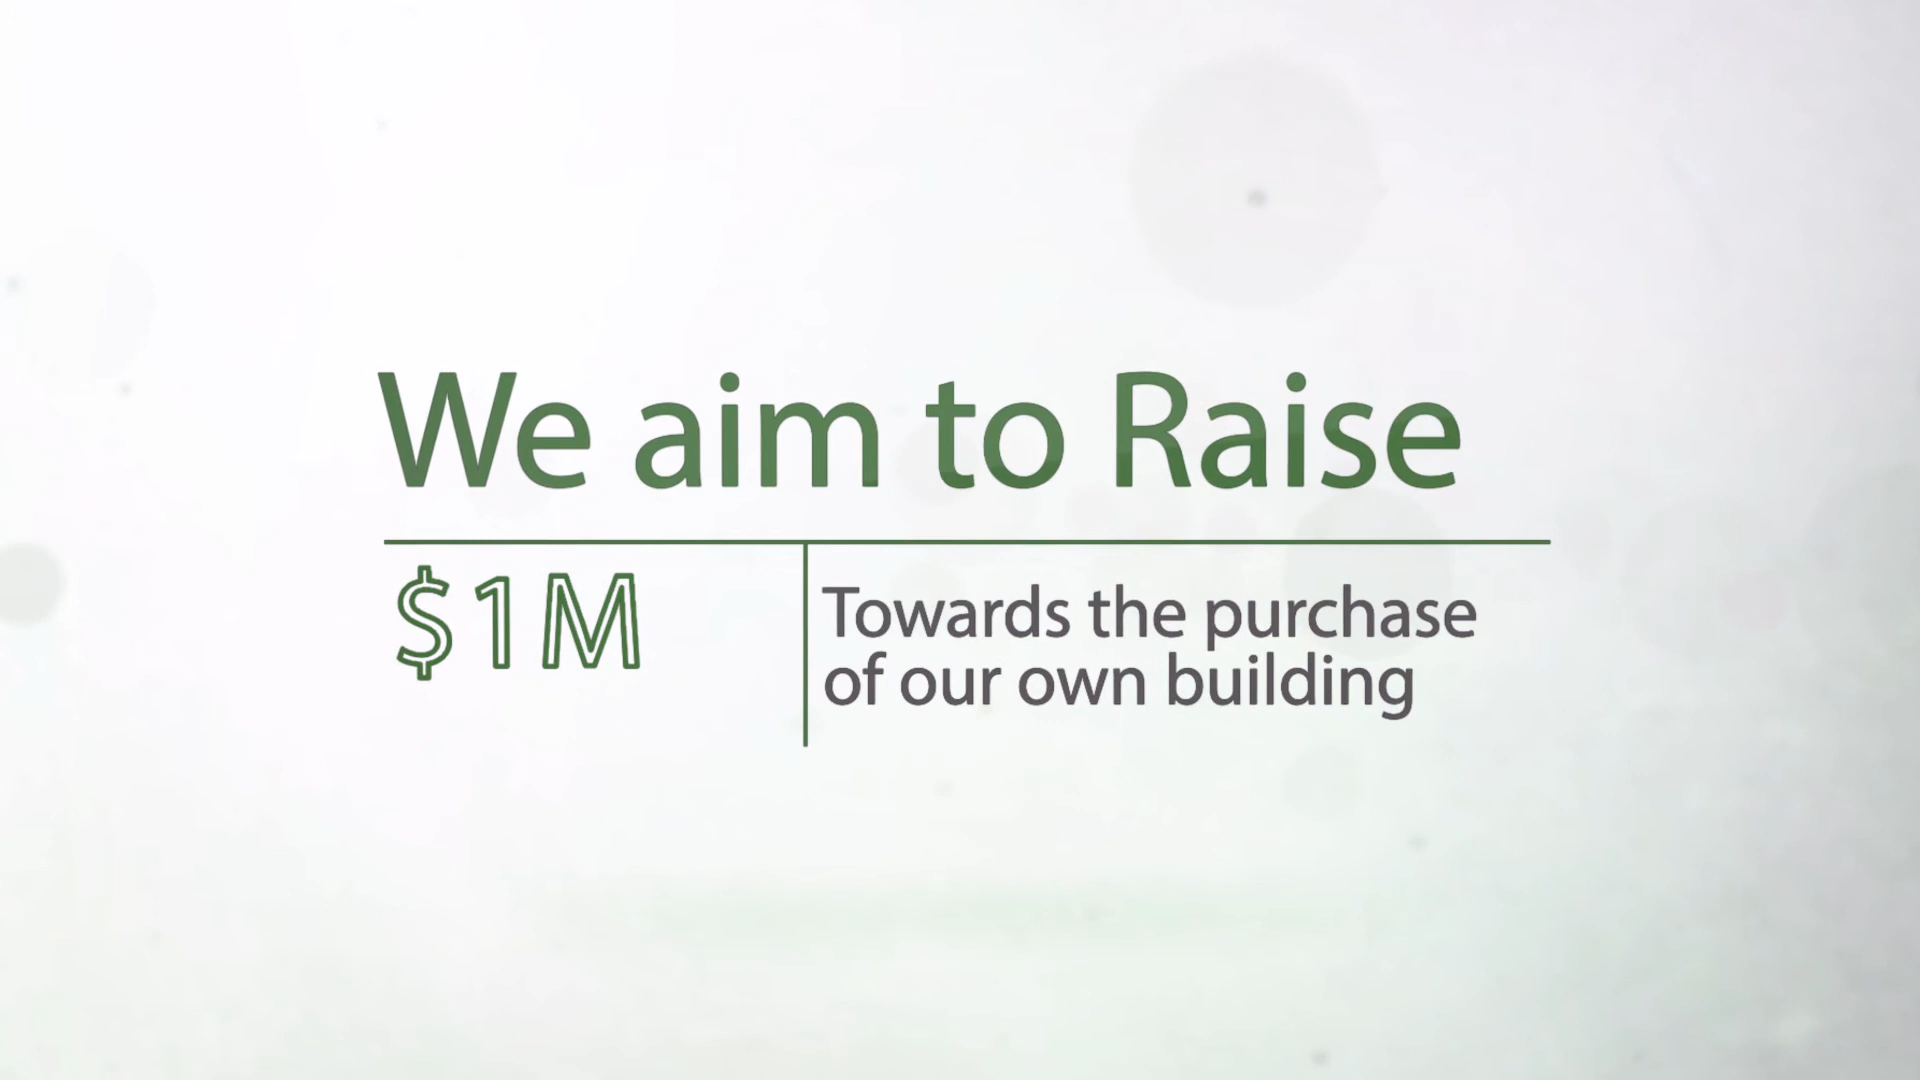 We aim to Raise
$1M
Towards the purchase
of our own building